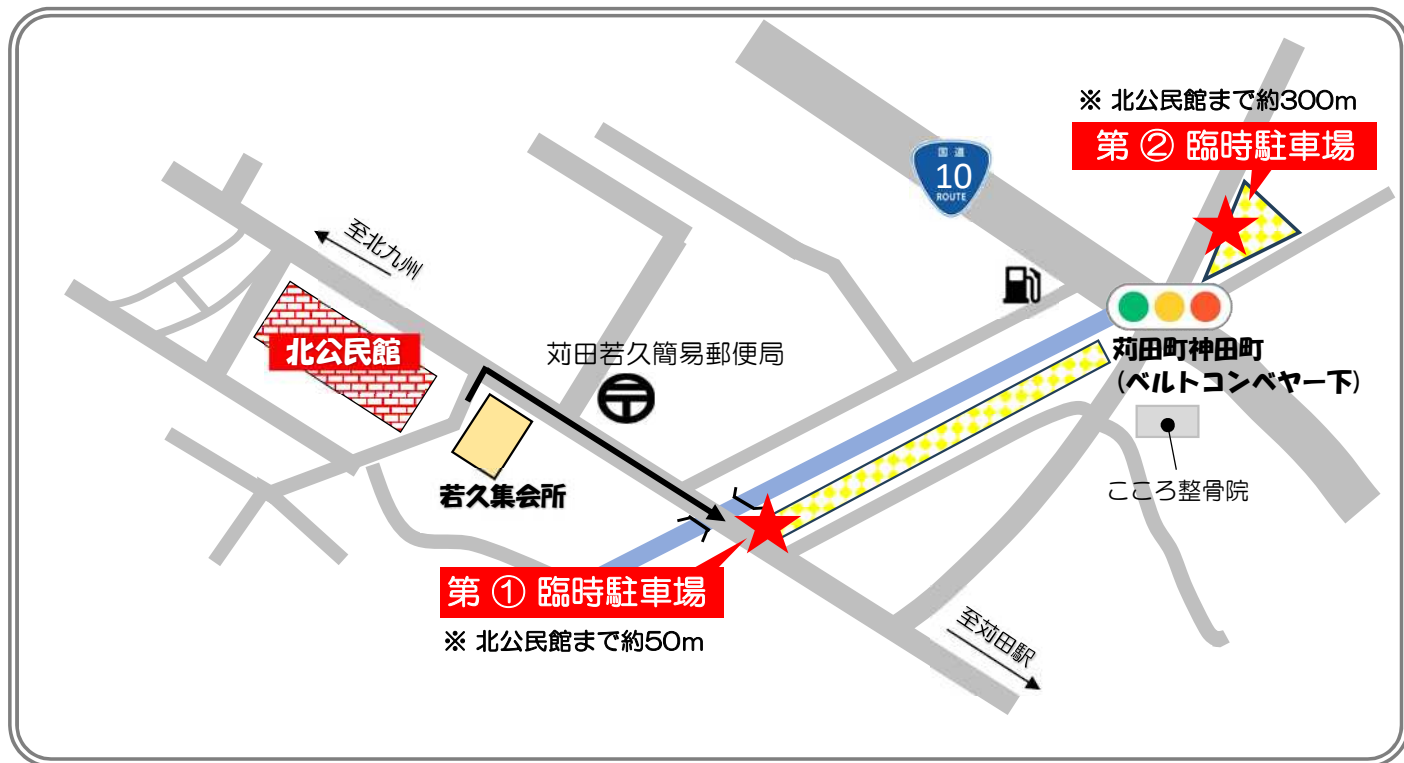 ※ 北公民館まで約300m
第 ② 臨時駐車場
国道
10
ROUTE
至北九州
北公民館
苅田若久簡易郵便局
苅田町神田町
(ベルトコンベヤー下)
若久集会所
こころ整骨院
第 ① 臨時駐車場
※ 北公民館まで約50m
至苅田駅